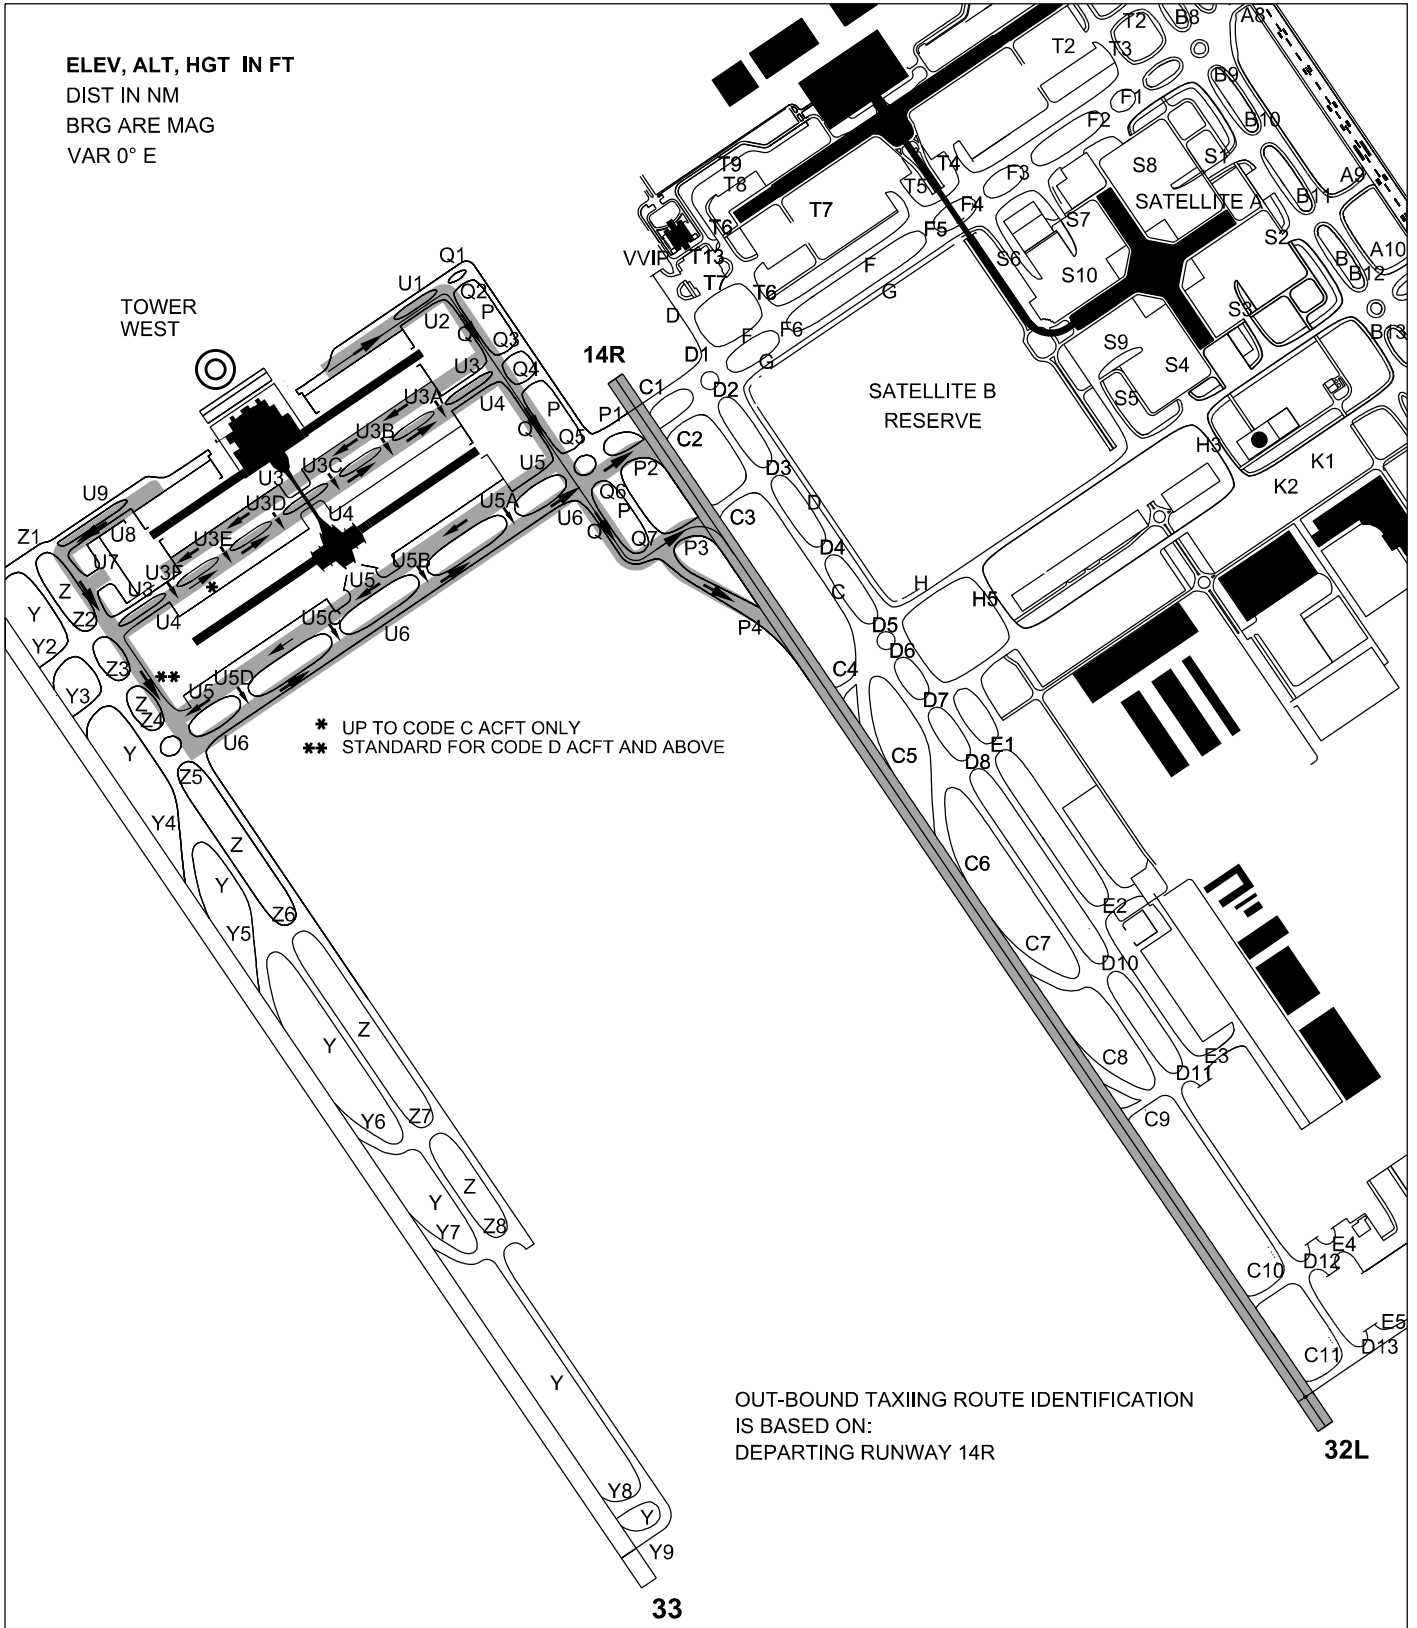 ELEV, ALT, HGT IN FT
DIST IN NM
BRG ARE MAG
VAR 0° E
TOWER
WEST
Q1
U1
Q2
P
U2
Q
Q3
U3
Q4
U3A
U4
P
U3B
Q
Q5
U3C
U3
U5
U9
U3D
U4
U5A
U6
Q6
P
Q
Q7
Z1
U8
U3E
U7
U3F
U5B
U5
Z
U3
*
Y
Z2
U4
U5C
U6
Y2
Z3
**
U5D
Y3
Z
U5
Z4
U6
Y
Z5
* UP TO CODE C ACFT ONLY
** STANDARD FOR CODE D ACFT AND ABOVE
Y4
Z
Y
Y5
Z6
Z
Y
Y6
Z7
Z
Y
Y7
Z8
Y
Y8
Y
Y9
33
14R
P1
C1
P2
C2
P3
C3
P4
VVIP
T9
T8
T6
T13
T7
D
T7
T6
T5
T4
F5
F4
F3
F2
F1
F
G
F6
F
G
D1
D2
T2
T2
T3
B8
A8
B9
B10
S1
S8
A9
SATELLITE A
B11
S7
S2
S6
S10
B
B12
A10
S3
B13
S9
S4
S5
SATELLITE B
RESERVE
H3
K1
K2
D3
D
D4
C
H
H5
D5
D6
C4
D7
E1
C5
D8
C6
E2
C7
D10
C8
E3
D11
C9
C10
D12
E4
E5
C11
D13
32L
OUT-BOUND TAXIING ROUTE IDENTIFICATION
IS BASED ON:
DEPARTING RUNWAY 14R